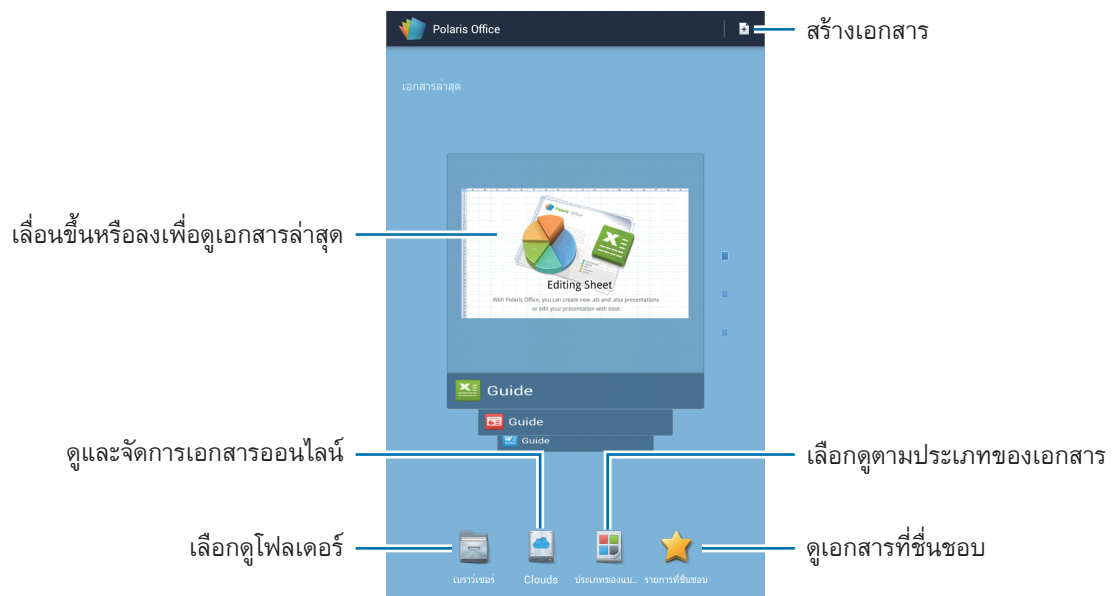 Polaris Office
สร้างเอกสาร
เอกสารล่าสุด
เลื่อนขึ้นหรือลงเพื่อดูเอกสารล่าสุด
Polaris Office
Editing Sheet
With Polaris Office, you can create new .xls and .xlsx presentations
or edit your presentation with ease.
Guide
Guide
Guide
ดูและจัดการเอกสารออนไลน์
เลือกดูตามประเภทของเอกสาร
เลือกดูโฟลเดอร์
ดูเอกสารที่ชื่นชอบ
เบราว์เซอร์
Clouds
ประเภทของแบ..
รายการที่ชื่นชอบ